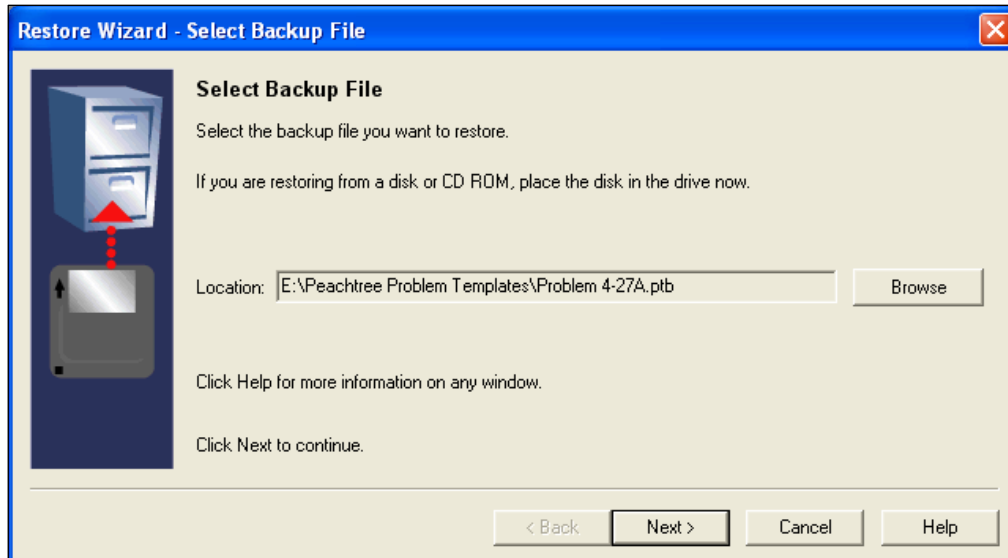 Restore Wizard - Select Backup File
Select Backup File
Select the backup file you want to restore.
If you are restoring from a disk or CD ROM, place the disk in the drive now.
Location: E:\Peachtree Problem Templates\Problem 4-27A.ptb Browse
Click Help for more information on any window.
Click Next to continue.
< Back Next > Cancel Help